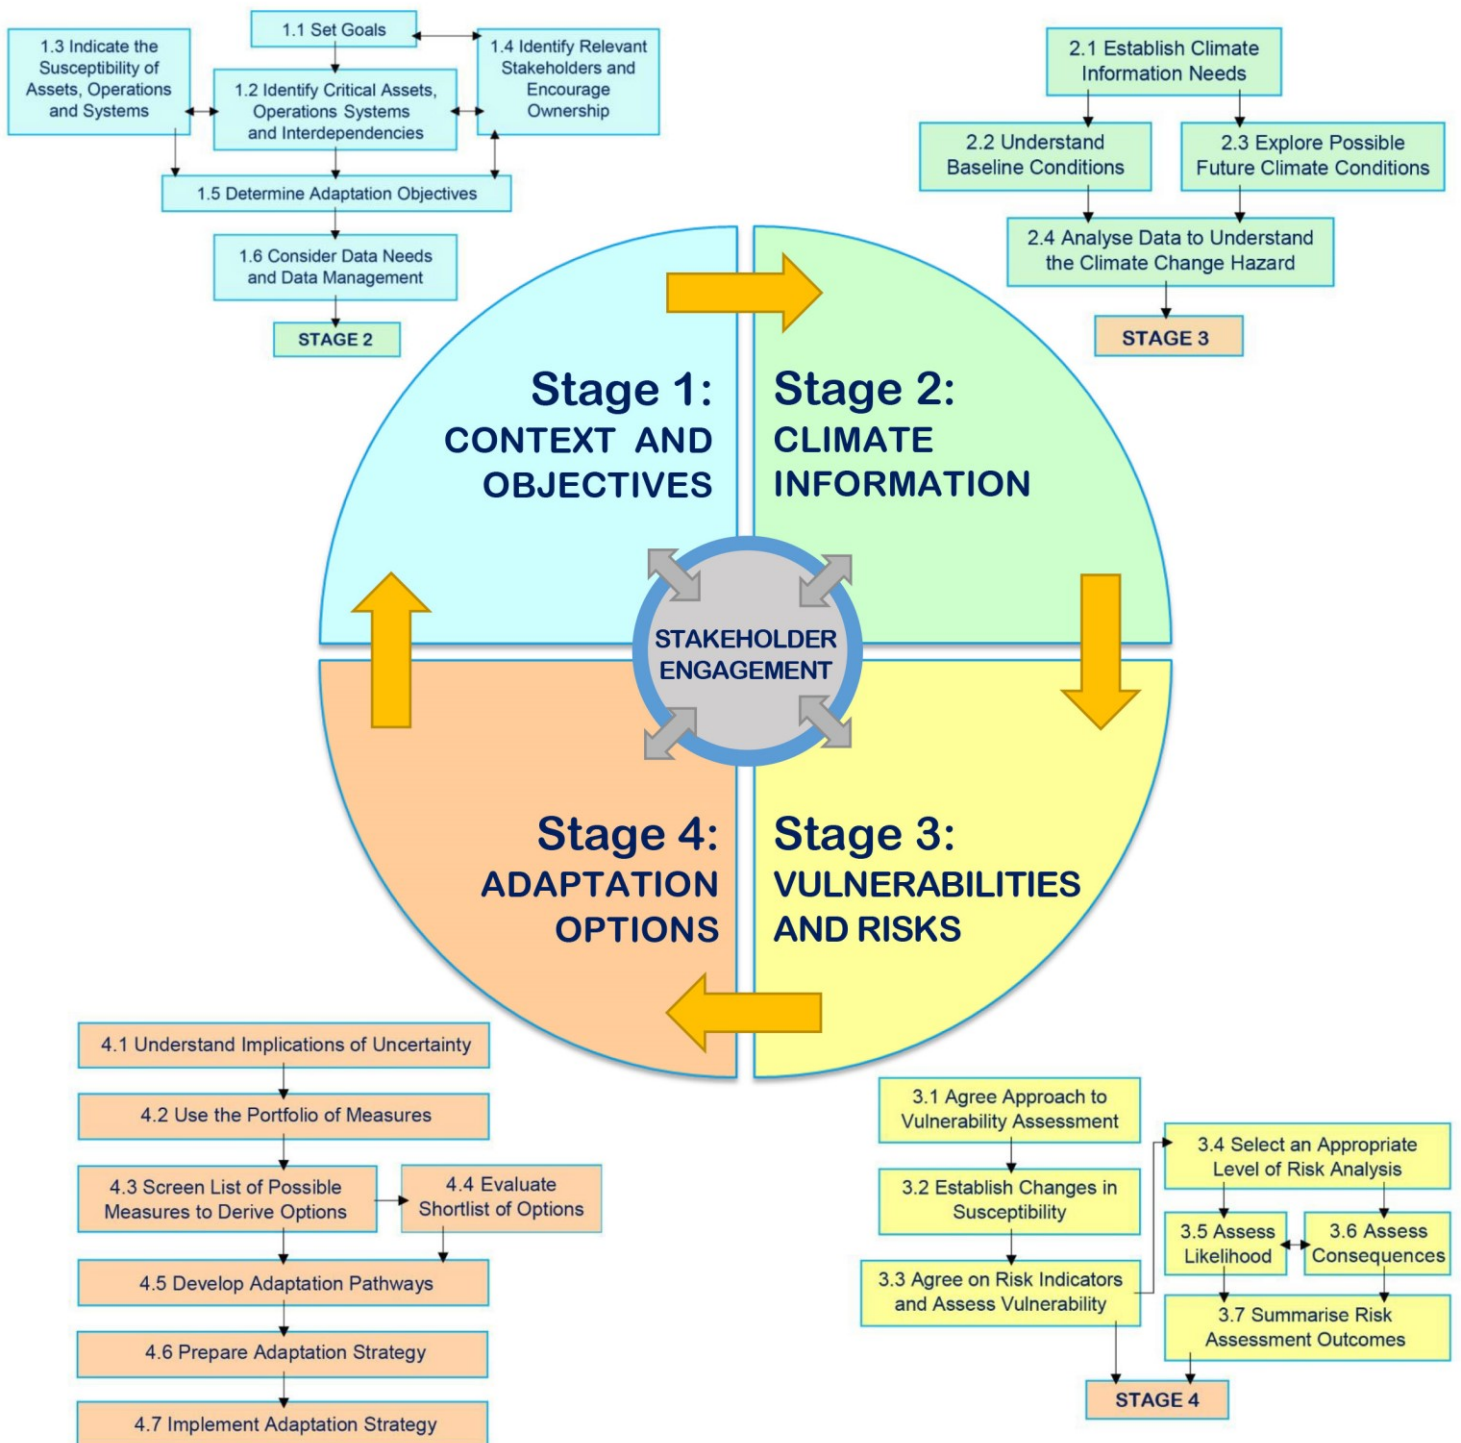 1.1 Set Goals
1.3 Indicate the
Susceptibility of
Assets, Operations
and Systems
1.2 Identify Critical Assets,
Operations Systems
and Interdependencies
1.4 Identify Relevant
Stakeholders and
Encourage
Ownership
1.5 Determine Adaptation Objectives
1.6 Consider Data Needs
and Data Management
STAGE 2
2.1 Establish Climate
Information Needs
2.2 Understand
Baseline Conditions
2.3 Explore Possible
Future Climate Conditions
2.4 Analyse Data to Understand
the Climate Change Hazard
STAGE 3
Stage 1:
CONTEXT AND
OBJECTIVES
Stage 2:
CLIMATE
INFORMATION
STAKEHOLDER
ENGAGEMENT
Stage 4:
ADAPTATION
OPTIONS
Stage 3:
VULNERABILITIES
AND RISKS
4.1 Understand Implications of Uncertainty
4.2 Use the Portfolio of Measures
4.3 Screen List of Possible
Measures to Derive Options
4.4 Evaluate
Shortlist of Options
4.5 Develop Adaptation Pathways
4.6 Prepare Adaptation Strategy
4.7 Implement Adaptation Strategy
3.1 Agree Approach to
Vulnerability Assessment
3.2 Establish Changes in
Susceptibility
3.3 Agree on Risk Indicators
and Assess Vulnerability
3.4 Select an Appropriate
Level of Risk Analysis
3.5 Assess
Likelihood
3.6 Assess
Consequences
3.7 Summarise Risk
Assessment Outcomes
STAGE 4